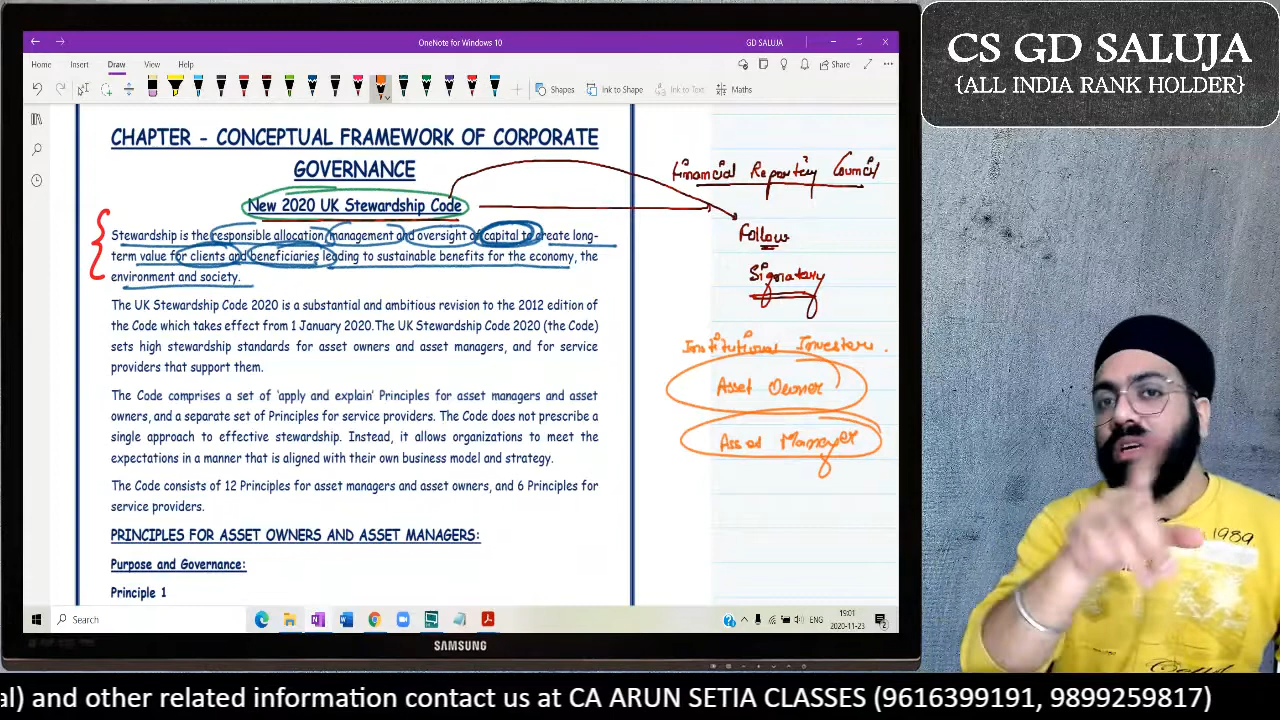 OneNote for Windows 10
GD SALUJA
Home Insert Draw View Help
Share
Shapes Ink to Shape Ink to Text Maths
CHAPTER - CONCEPTUAL FRAMEWORK OF CORPORATE
GOVERNANCE
New 2020 UK Stewardship Code
Stewardship is the responsible allocation management and oversight of capital to create long-
term value for clients and beneficiaries leading to sustainable benefits for the economy, the
environment and society.
The UK Stewardship Code 2020 is a substantial and ambitious revision to the 2012 edition of
the Code which takes effect from 1 January 2020.The UK Stewardship Code 2020 (the Code)
sets high stewardship standards for asset owners and asset managers, and for service
providers that support them.
The Code comprises a set of ‘apply and explain’ Principles for asset managers and asset
owners, and a separate set of Principles for service providers. The Code does not prescribe a
single approach to effective stewardship. Instead, it allows organizations to meet the
expectations in a manner that is aligned with their own business model and strategy.
The Code consists of 12 Principles for asset managers and asset owners, and 6 Principles for
service providers.
PRINCIPLES FOR ASSET OWNERS AND ASSET MANAGERS:
Purpose and Governance:
Principle 1
Financial Reporting Council
Follow
Signatory
Institutional Investors.
Asset Owner
Asset Manager
Search
ENG
19:01
2020-11-23
SAMSUNG
CS GD SALUJA
{ALL INDIA RANK HOLDER}
1989
al) and other related information contact us at CA ARUN SETIA CLASSES (9616399191, 9899259817)